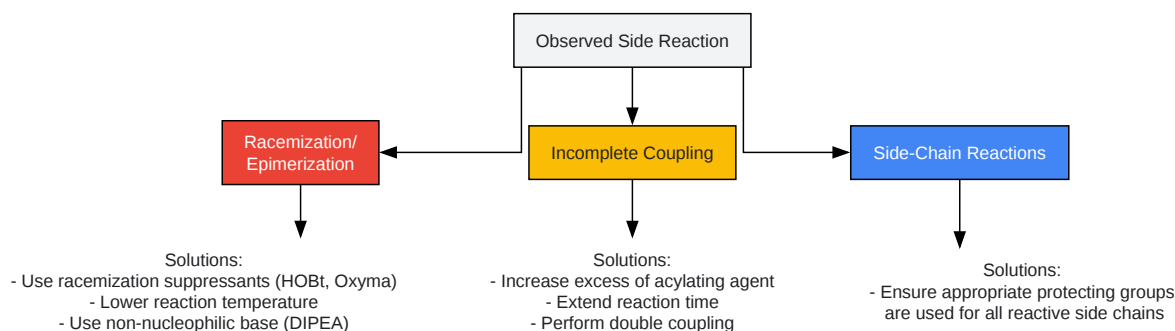 Observed Side Reaction
Racemization/
Epimerization
Incomplete Coupling
Side-Chain Reactions
Solutions:
- Use racemization suppressants (HOBt, Oxyma)
- Lower reaction temperature
- Use non-nucleophilic base (DIPEA)
Solutions:
- Increase excess of acylating agent
- Extend reaction time
- Perform double coupling
Solutions:
- Ensure appropriate protecting groups
are used for all reactive side chains